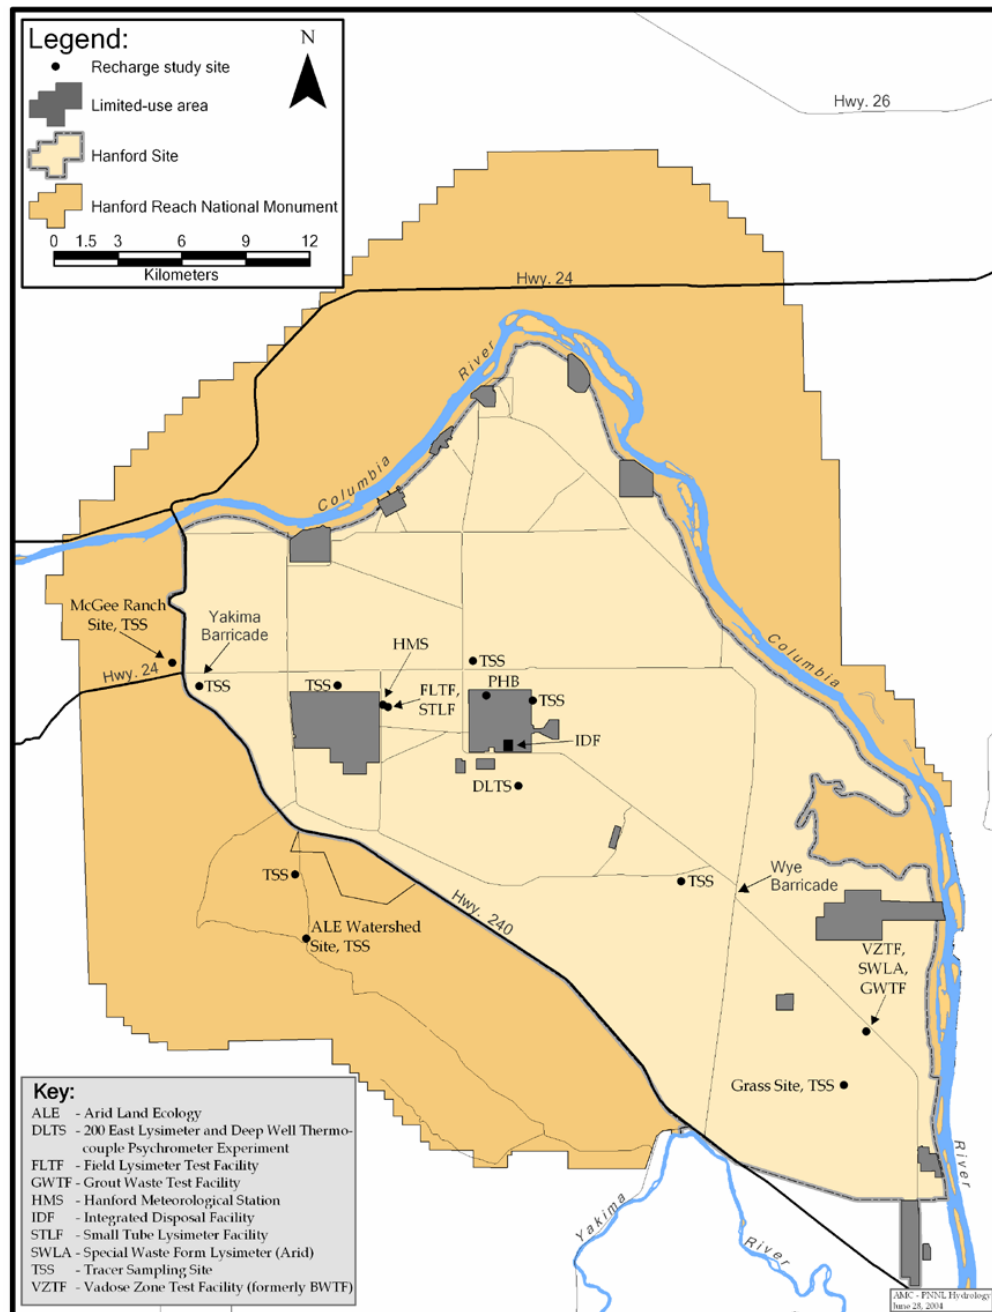 Legend:
N
Recharge study site
Limited-use area
Hanford Site
Hanford Reach National Monument
0 1.5 3 6 9 12
Kilometers
Hwy. 26
Hwy. 24
River
Columbia
McGee Ranch
Site, TSS
Yakima
Barricade
Hwy. 24
TSS
TSS
HMS
FLTF,
STLF
TSS
PHB
TSS
IDF
DLTS
Columbia
TSS
ALE Watershed
Site, TSS
Hwy. 240
TSS
Wye
Barricade
VZTF,
SWLA,
GWTF
Grass Site, TSS
River
Yakima
River
Key:
ALE - Arid Land Ecology
DLTS - 200 East Lysimeter and Deep Well Thermo-
couple Psychrometer Experiment
FLTF - Field Lysimeter Test Facility
GWTF - Grout Waste Test Facility
HMS - Hanford Meteorological Station
IDF - Integrated Disposal Facility
STLF - Small Tube Lysimeter Facility
SWLA - Special Waste Form Lysimeter (Arid)
TSS - Tracer Sampling Site
VZTF - Vadose Zone Test Facility (formerly BWTF)
AMC - PNNL Hydrology
June 28, 2004